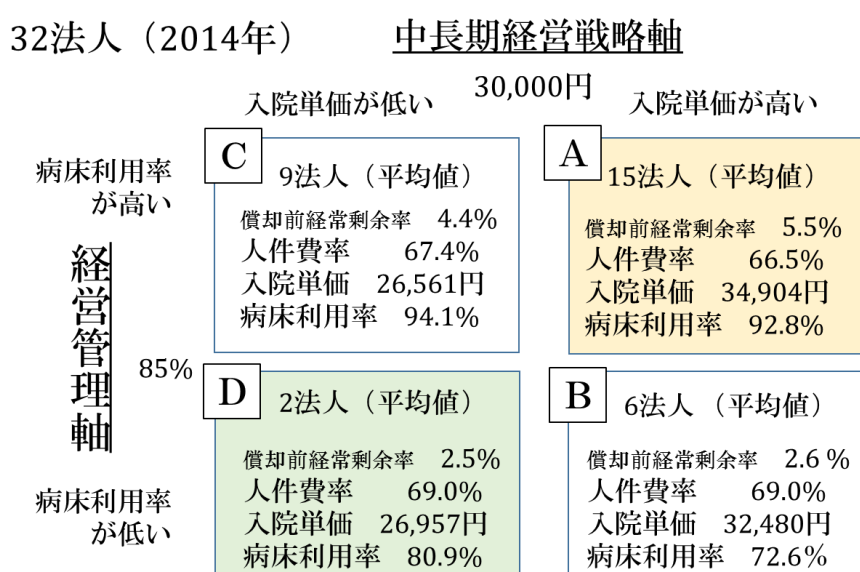 32法人（2014年）
中長期経営戦略軸
入院単価が低い
30,000円
入院単価が高い
病床利用率
が高い
C
9法人（平均値）
償却前経常剰余率 4.4%
人件費率 67.4%
入院単価 26,561円
病床利用率 94.1%
A
15法人（平均値）
償却前経常剰余率 5.5%
人件費率 66.5%
入院単価 34,904円
病床利用率 92.8%
経営管理軸
85%
病床利用率
が低い
D
2法人（平均値）
償却前経常剰余率 2.5%
人件費率 69.0%
入院単価 26,957円
病床利用率 80.9%
B
6法人 （平均値）
償却前経常剰余率 2.6 %
人件費率 69.0%
入院単価 32,480円
病床利用率 72.6%